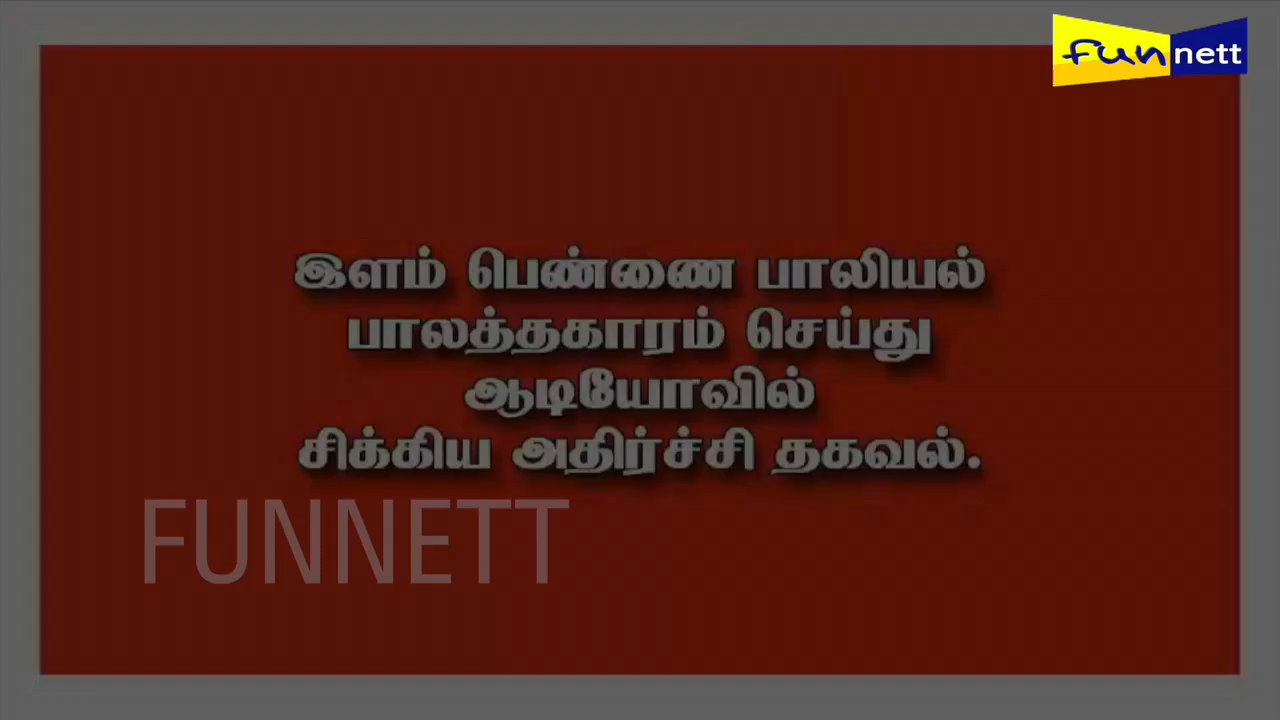 funnett
இளம் பெண்ணை பாலியல்
பாலத்தகாரம் செய்து
ஆடியோவில்
சிக்கிய அதிர்ச்சி தகவல்.
FUNNETT